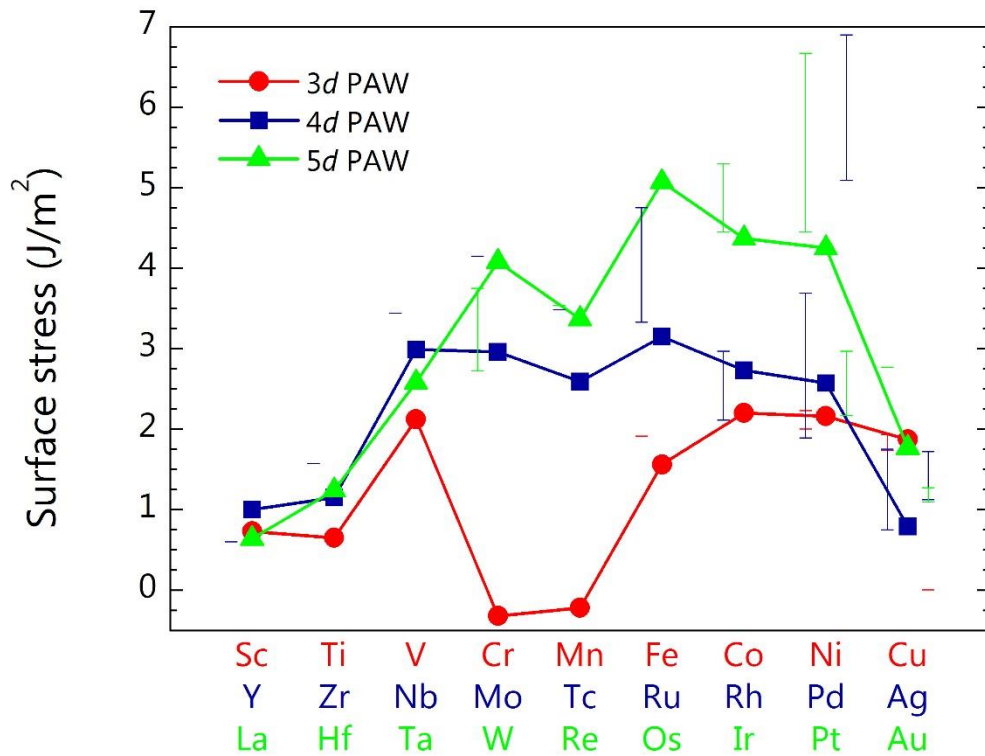 7
6
5
4
3
2
1
0
Surface stress (J/m²)
3d PAW
4d PAW
5d PAW
Sc Ti V Cr Mn Fe Co Ni Cu
Y Zr Nb Mo Tc Ru Rh Pd Ag
La Hf Ta W Re Os Ir Pt Au